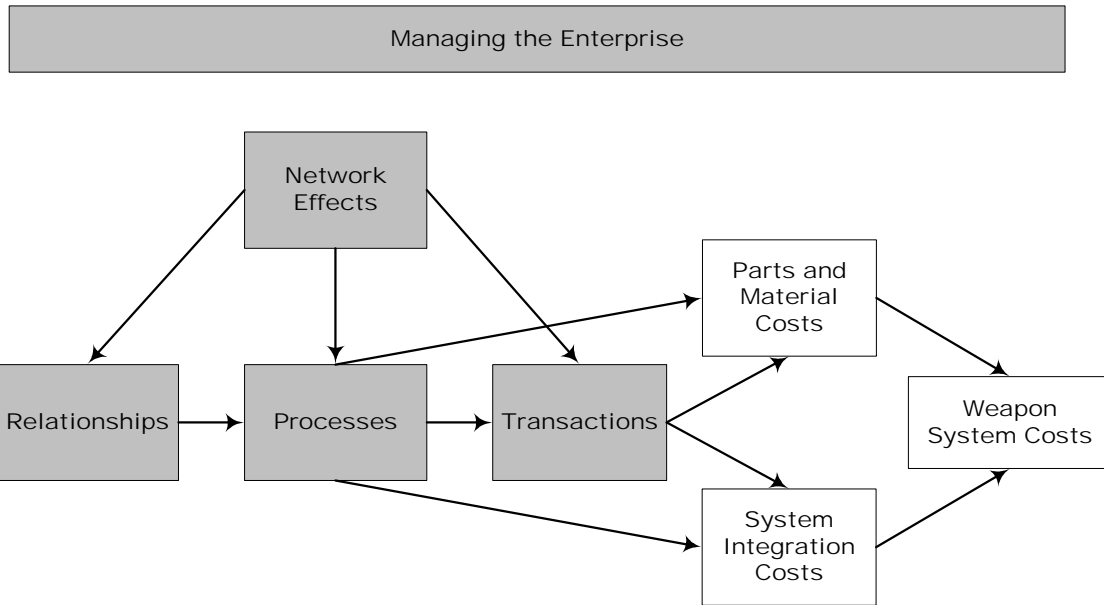 Managing the Enterprise
Network
Effects
Parts and
Material
Costs
Relationships
Processes
Transactions
Weapon
System Costs
System
Integration
Costs